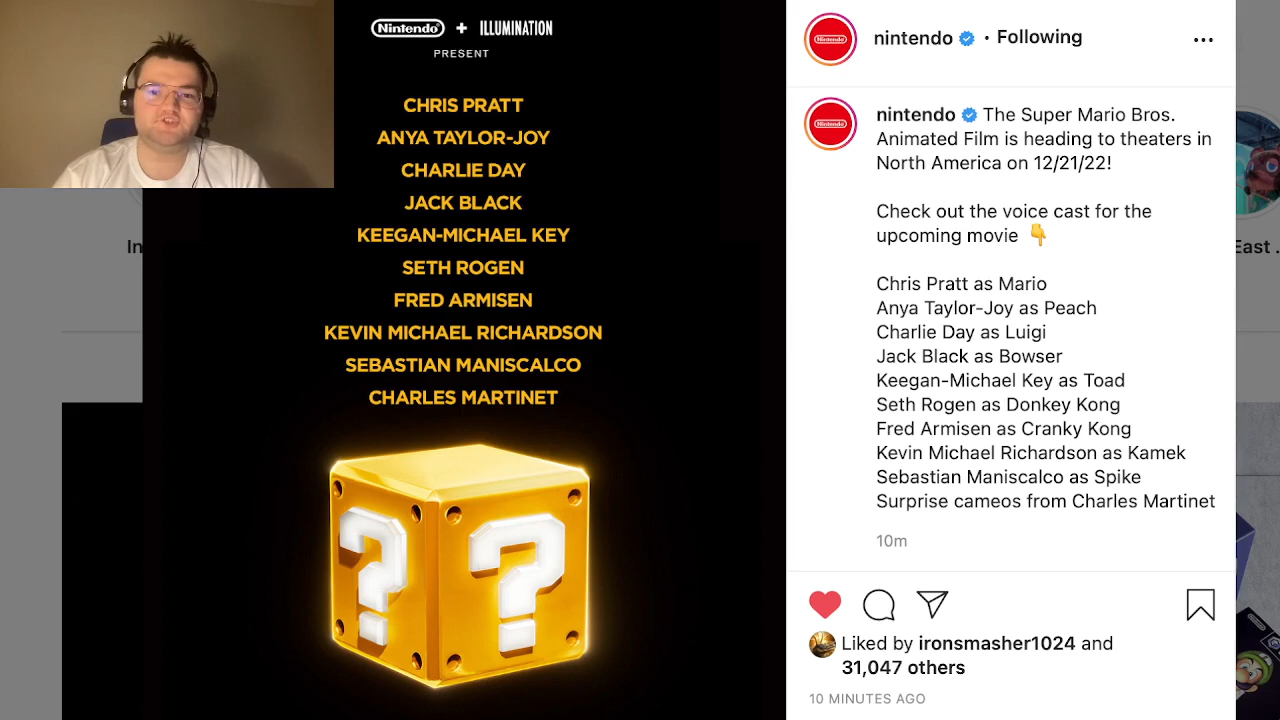 Nintendo + ILLUMINATION
PRESENT
CHRIS PRATT
ANYA TAYLOR-JOY
CHARLIE DAY
JACK BLACK
KEEGAN-MICHAEL KEY
SETH ROGEN
FRED ARMISEN
KEVIN MICHAEL RICHARDSON
SEBASTIAN MANISCALCO
CHARLES MARTINET
? ?
In
Nintendo
nintendo · Following
Nintendo
nintendo The Super Mario Bros.
Animated Film is heading to theaters in
North America on 12/21/22!
Check out the voice cast for the
upcoming movie 👇
Chris Pratt as Mario
Anya Taylor-Joy as Peach
Charlie Day as Luigi
Jack Black as Bowser
Keegan-Michael Key as Toad
Seth Rogen as Donkey Kong
Fred Armisen as Cranky Kong
Kevin Michael Richardson as Kamek
Sebastian Maniscalco as Spike
Surprise cameos from Charles Martinet
10m
Liked by ironsmasher1024 and
31,047 others
10 MINUTES AGO
East .